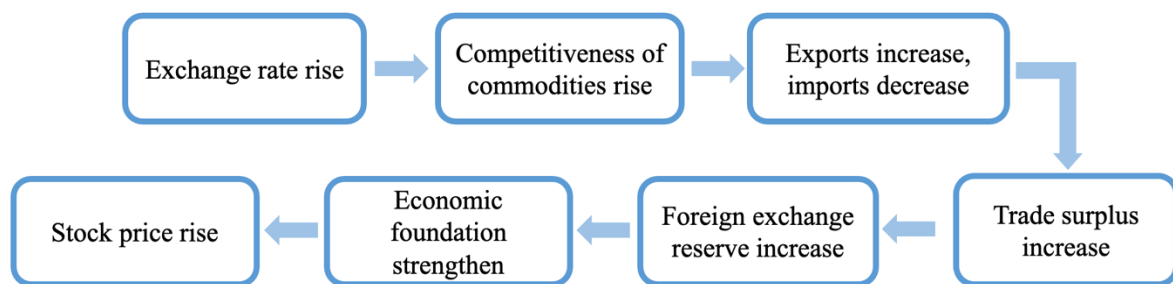 Exchange rate rise
Competitiveness of
commodities rise
Exports increase,
imports decrease
Trade surplus
increase
Foreign exchange
reserve increase
Economic
foundation
strengthen
Stock price rise